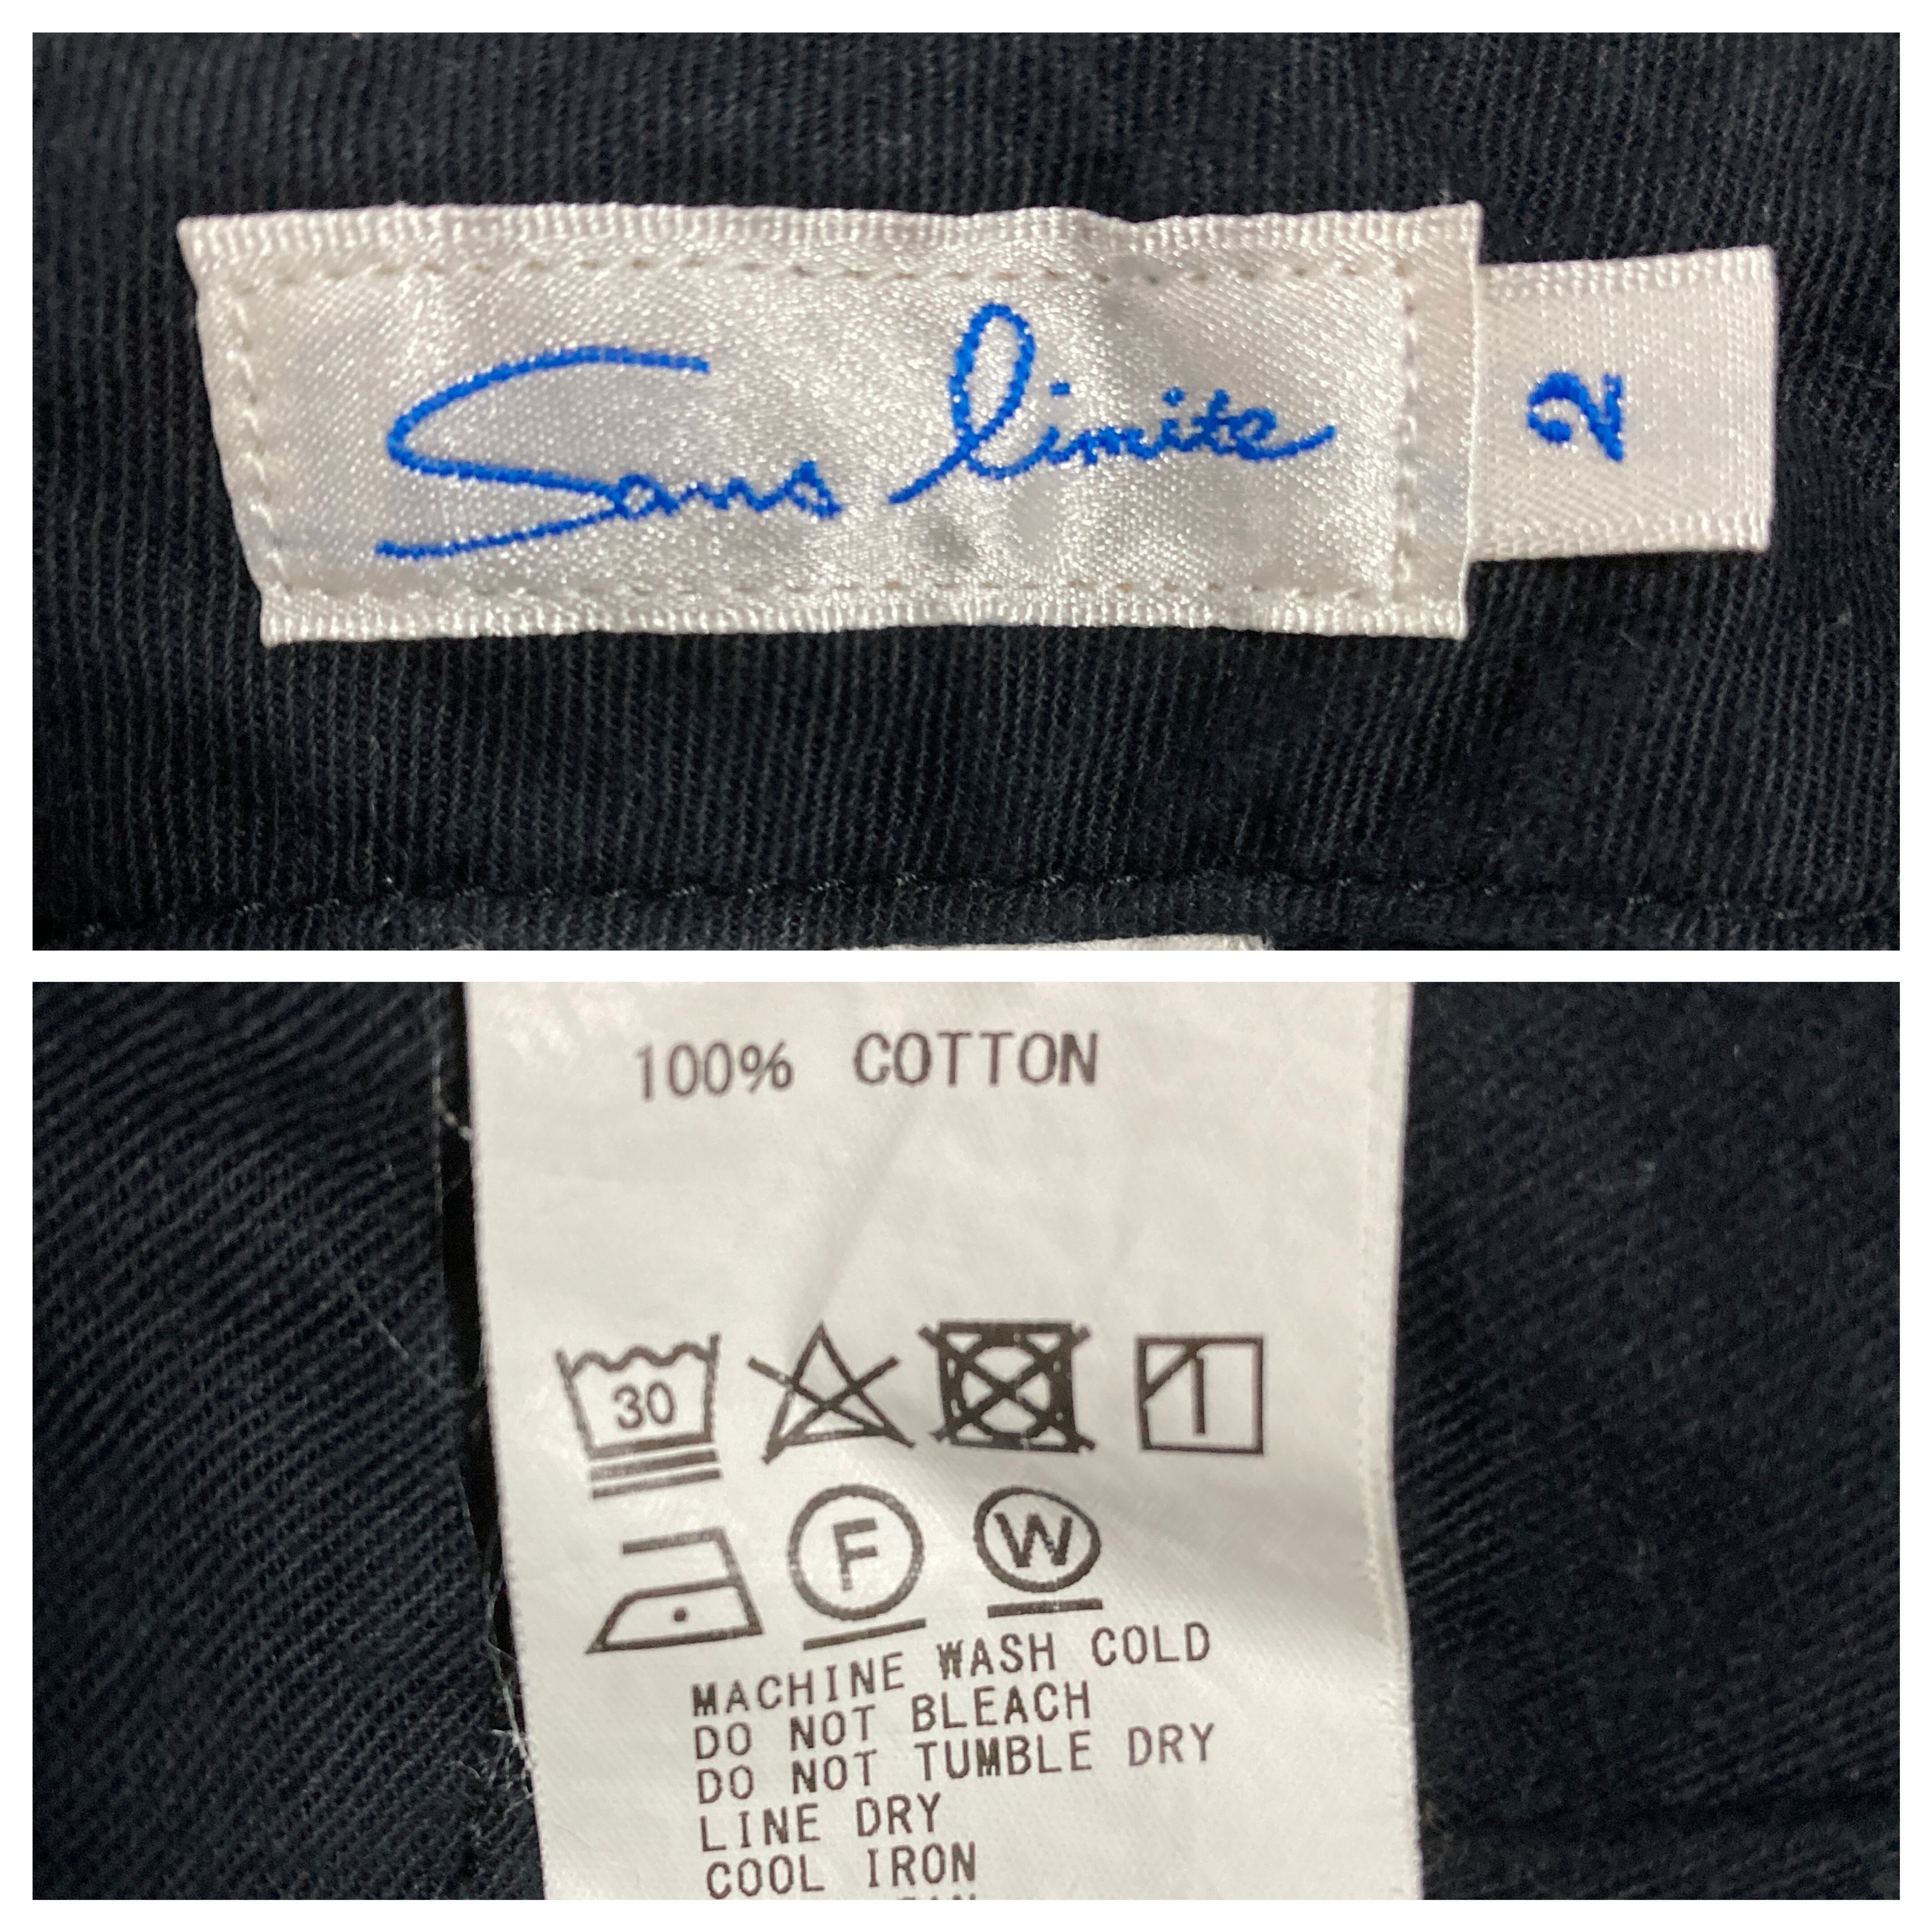 Sans limite
2
100% COTTON
30
F W
MACHINE WASH COLD
DO NOT BLEACH
DO NOT TUMBLE DRY
LINE DRY
COOL IRON